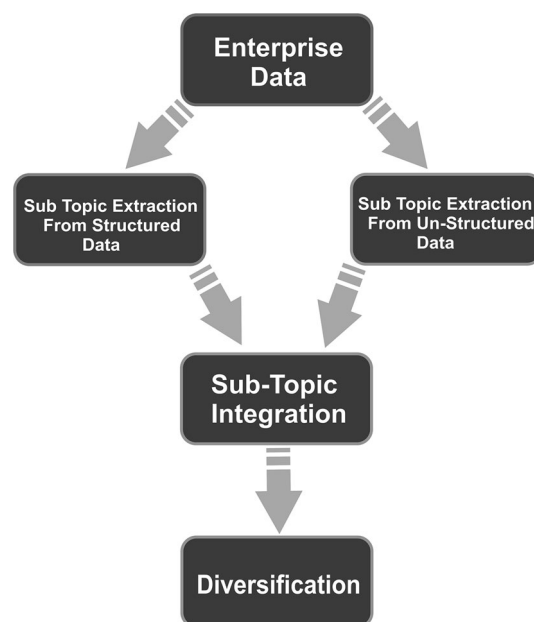 Enterprise
Data
Sub Topic Extraction
From Structured
Data
Sub Topic Extraction
From Un-Structured
Data
Sub-Topic
Integration
Diversification